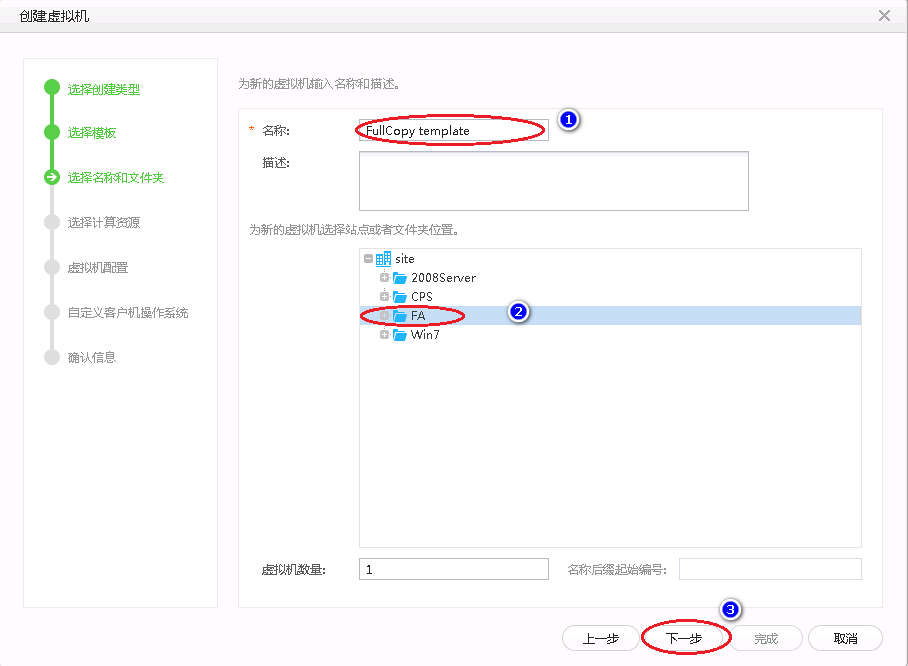 创建虚拟机
选择创建类型
选择模板
选择名称和文件夹
选择计算资源
虚拟机配置
自定义客户机操作系统
确认信息
为新的虚拟机输入名称和描述。
* 名称: FullCopy template 1
描述:
为新的虚拟机选择站点或者文件夹位置。
site
2008Server
CPS
FA 2
Win7
虚拟机数量: 1 名称后缀起始编号:
3
上一步 下一步 完成 取消